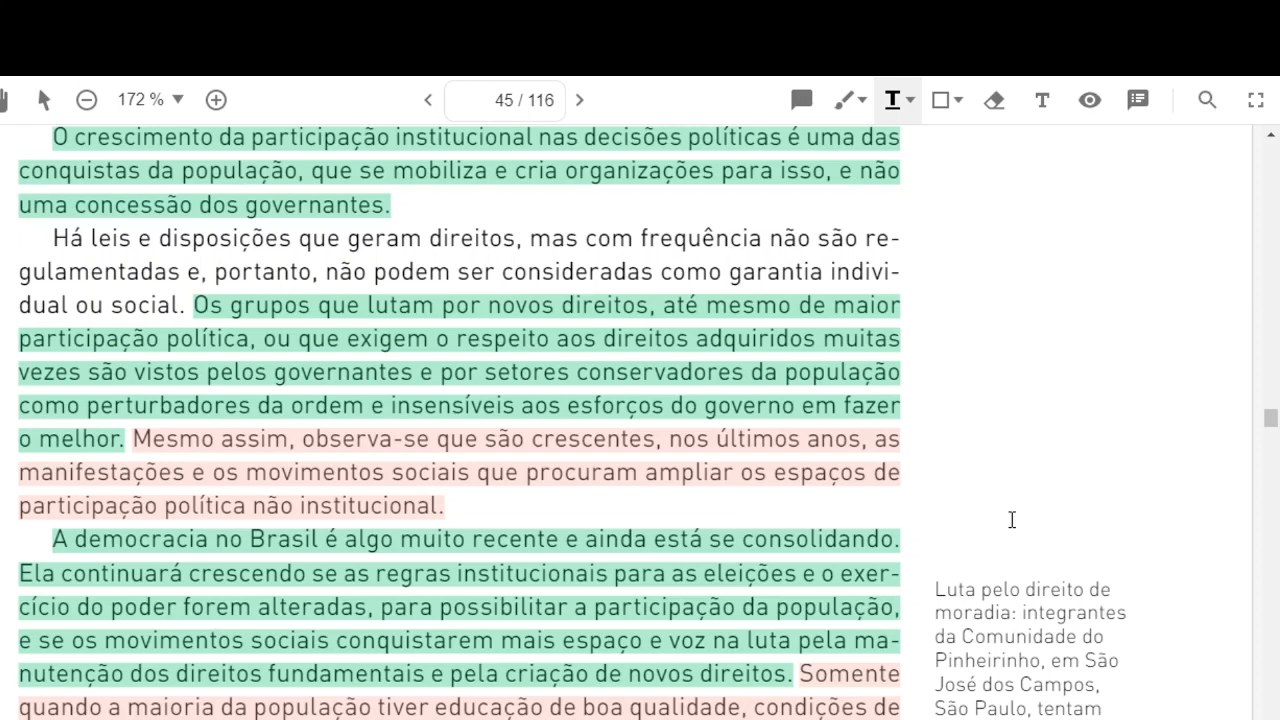 172 %
45 / 116
T
T
O crescimento da participação institucional nas decisões políticas é uma das
conquistas da população, que se mobiliza e cria organizações para isso, e não
uma concessão dos governantes.
Há leis e disposições que geram direitos, mas com frequência não são re-
gulamentadas e, portanto, não podem ser consideradas como garantia indivi-
dual ou social. Os grupos que lutam por novos direitos, até mesmo de maior
participação política, ou que exigem o respeito aos direitos adquiridos muitas
vezes são vistos pelos governantes e por setores conservadores da população
como perturbadores da ordem e insensíveis aos esforços do governo em fazer
o melhor. Mesmo assim, observa-se que são crescentes, nos últimos anos, as
manifestações e os movimentos sociais que procuram ampliar os espaços de
participação política não institucional.
A democracia no Brasil é algo muito recente e ainda está se consolidando.
Ela continuará crescendo se as regras institucionais para as eleições e o exer-
cício do poder forem alteradas, para possibilitar a participação da população,
e se os movimentos sociais conquistarem mais espaço e voz na luta pela ma-
nutenção dos direitos fundamentais e pela criação de novos direitos. Somente
quando a maioria da população tiver educação de boa qualidade, condições de
Luta pelo direito de
moradia: integrantes
da Comunidade do
Pinheirinho, em São
José dos Campos,
São Paulo, tentam